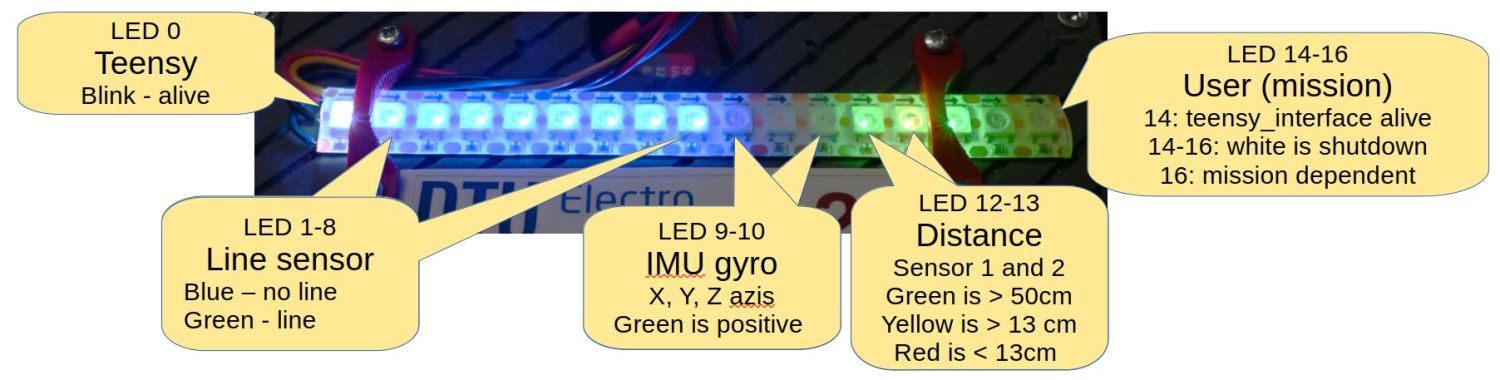 LED 0
Teensy
Blink - alive
LED 14-16
User (mission)
14: teensy_interface alive
14-16: white is shutdown
16: mission dependent
DTU Electro
2
LED 1-8
Line sensor
Blue – no line
Green - line
LED 9-10
IMU gyro
X, Y, Z azis
Green is positive
LED 12-13
Distance
Sensor 1 and 2
Green is > 50cm
Yellow is > 13 cm
Red is < 13cm